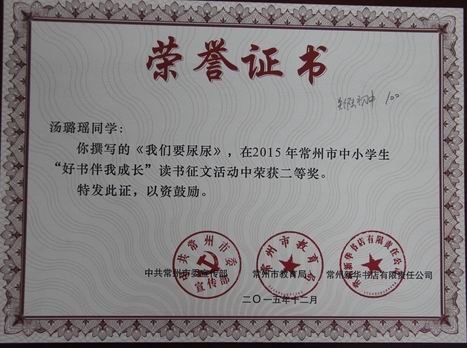 荣誉证书
100
汤璐瑶同学：
你撰写的《我们要尿尿》，在2015年常州市中小学生
“好书伴我成长”读书征文活动中荣获二等奖。
特发此证，以资鼓励。
中共常州市委宣传部 常州市教育局 常州新华书店有限责任公司
二〇一五年十二月